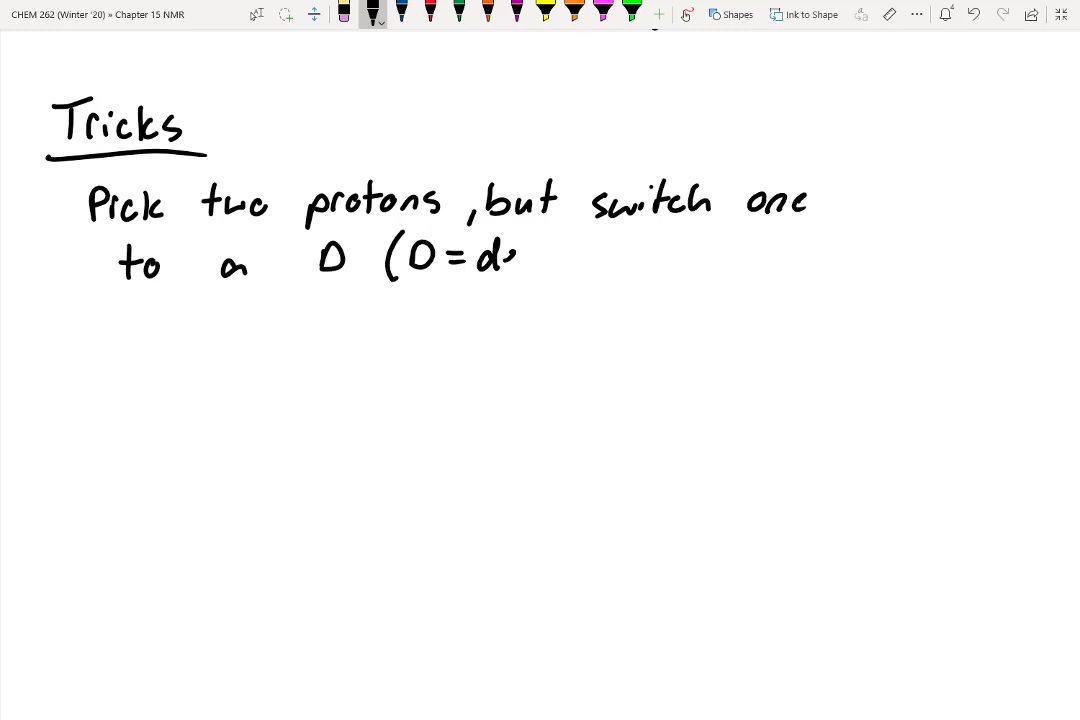 CHEM 262 (Winter '20) » Chapter 15 NMR
Shapes
Ink to Shape
Tricks
Pick two protons, but switch one
to a D (D = d